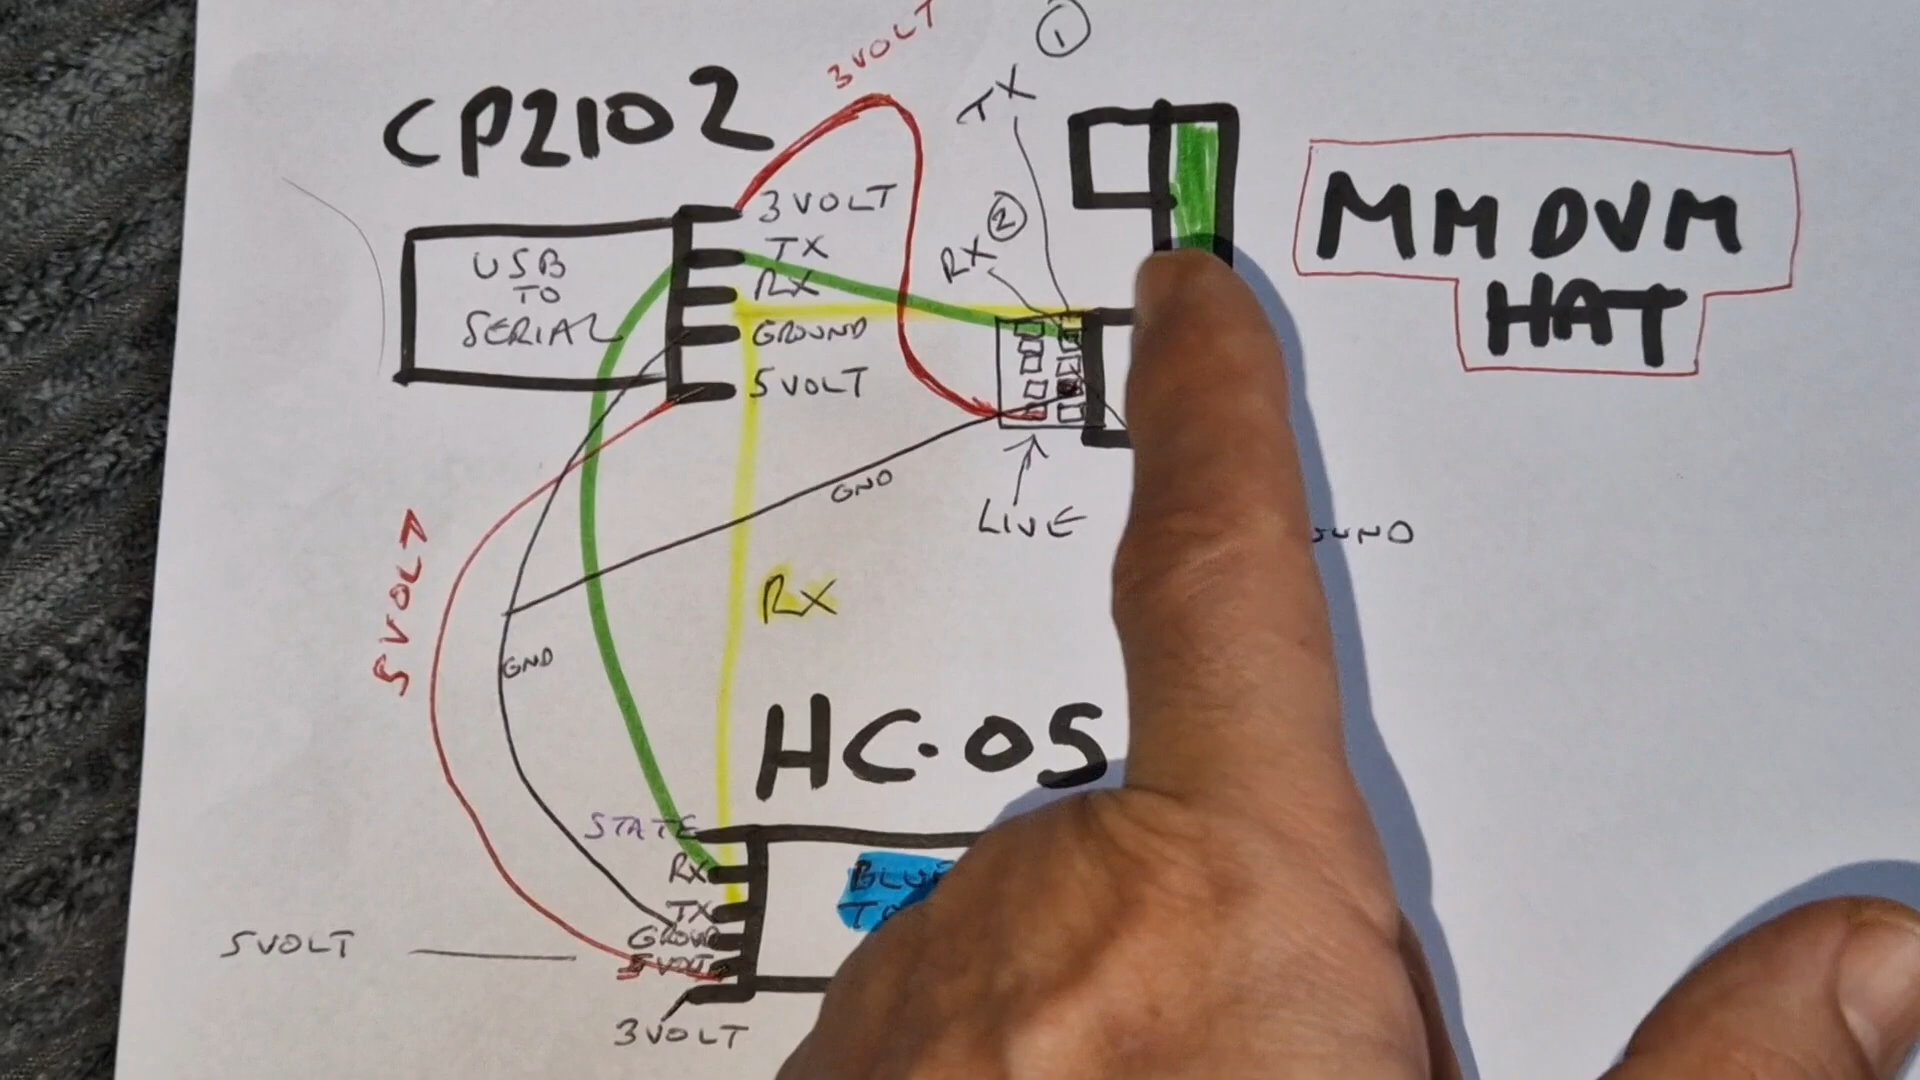 3VOLT
①
TX
CP2102
3VOLT
TX
RX
GROUND
5VOLT
USB
TO
SERIAL
RX ②
MMDVM
HAT
GND
LIVE
5VOLT
RX
GND
HC-05
STATE
RX
TX
GROUND
5VOLT
3VOLT
5VOLT